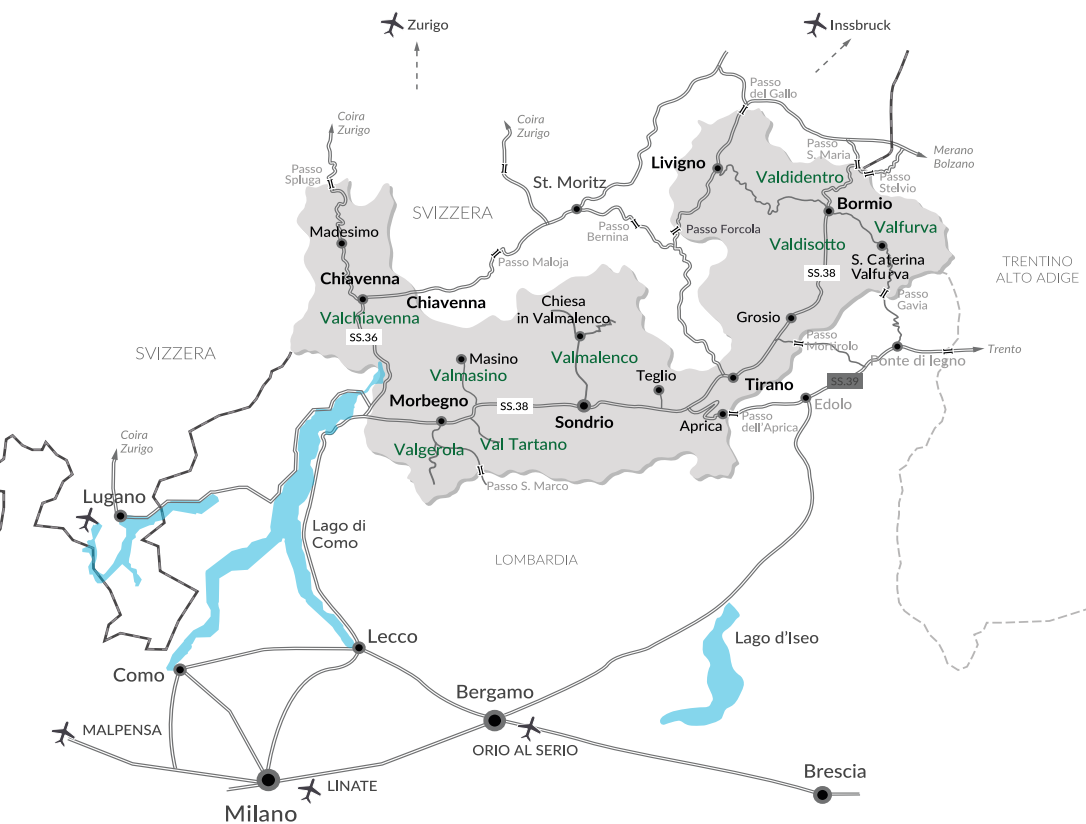 Zurigo
Inssbruck
Passo
del Gallo
Coira
Zurigo
Coira
Zurigo
Passo
S. Maria
Merano
Bolzano
Passo
Spluga
Livigno
Valdidentro
Passo
Stelvio
St. Moritz
SVIZZERA
Bormio
Madesimo
Passo
Bernina
Passo Forcola
Valfurva
Valdisotto
Passo Maloja
S. Caterina
Valfurva
TRENTINO
ALTO ADIGE
SS.38
Chiavenna
Chiavenna
Chiesa
in Valmalenco
Passo
Gavia
Valchiavenna
Grosio
SS.36
Passo
Mortirolo
SVIZZERA
Masino
Valmalenco
Ponte di legno
Trento
Valmasino
Teglio
Tirano
SS.39
Morbegno
SS.38
Sondrio
Aprica
Passo
dell'Aprica
Edolo
Coira
Zurigo
Valgerola
Val Tartano
Passo S. Marco
Lugano
Lago di
Como
LOMBARDIA
Lecco
Lago d'Iseo
Como
Bergamo
MALPENSA
ORIO AL SERIO
Brescia
LINATE
Milano